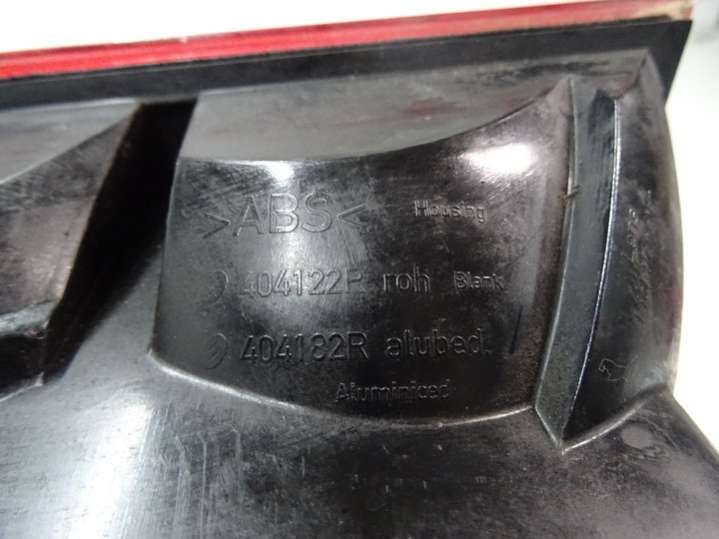 >ABS< Housing
404122R roh Blank
404182R alubed.
Aluminized